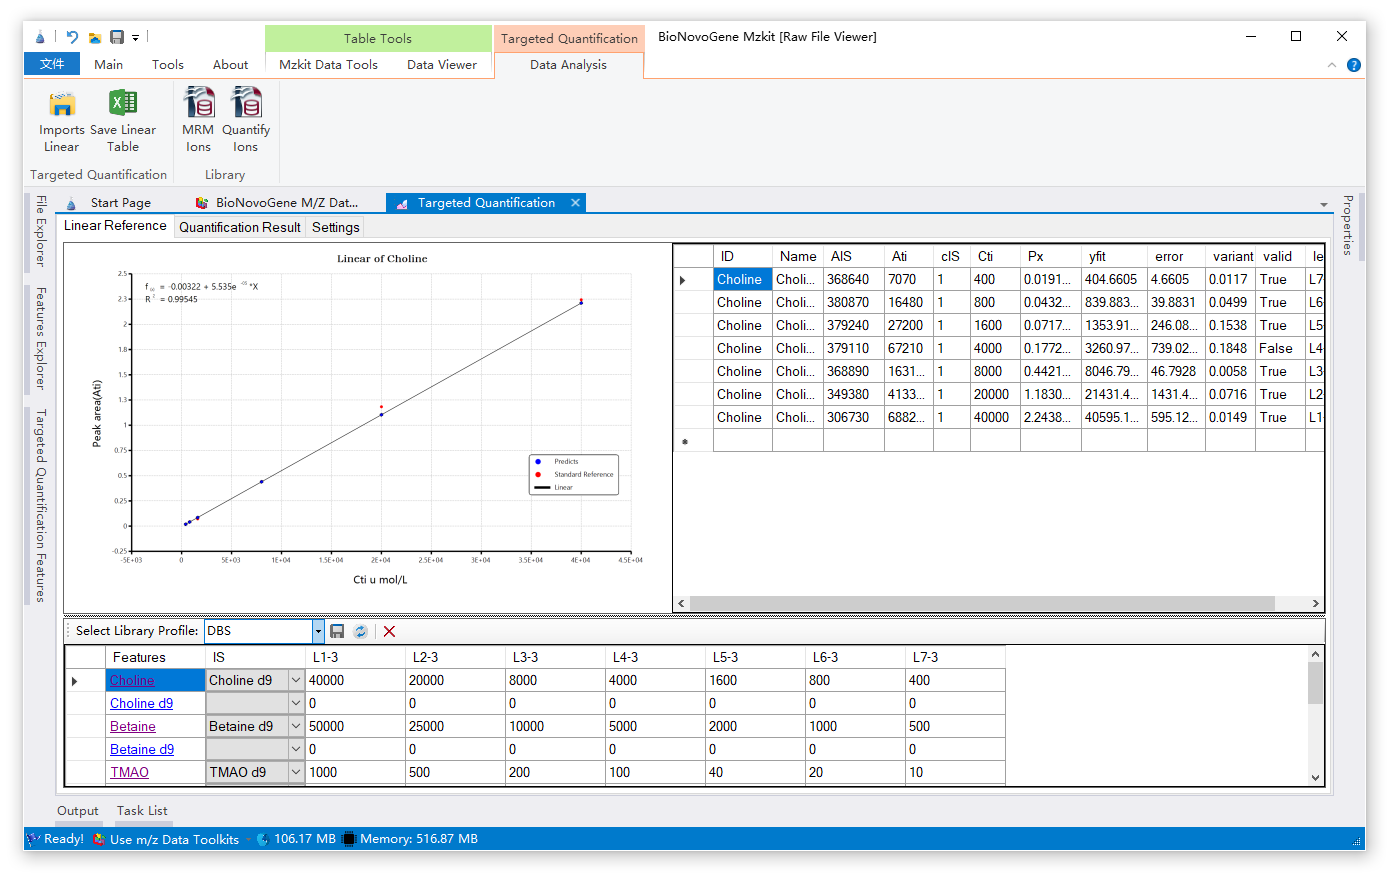 Table Tools
Targeted Quantification
BioNovoGene Mzkit [Raw File Viewer]
文件 Main Tools About Mzkit Data Tools Data Viewer Data Analysis
Imports Linear
Save Linear Table
MRM Ions
Quantify Ions
Targeted Quantification
Library
File Explorer
Features Explorer
Targeted Quantification Features
Start Page
BioNovoGene M/Z Dat...
Targeted Quantification
Properties
Linear Reference Quantification Result Settings
Linear of Choline
= -0.00322 + 5.535e -05 *X
R 2 = 0.99545
2.5
2.3
2
1.8
1.5
1.3
1
0.75
0.5
0.25
0
-0.25
-5E+03 0 5E+03 1E+04 1.5E+04 2E+04 2.5E+04 3E+04 3.5E+04 4E+04 4.5E+04
Peak area(Ati)
Cti u mol/L
Predicts
Standard Reference
Linear
ID Name AIS Ati cIS Cti Px yfit error variant valid le
Choline Choli... 368640 7070 1 400 0.0191... 404.6605 4.6605 0.0117 True L7
Choline Choli... 380870 16480 1 800 0.0432... 839.883... 39.8831 0.0499 True L6
Choline Choli... 379240 27200 1 1600 0.0717... 1353.91... 246.08... 0.1538 True L5
Choline Choli... 379110 67210 1 4000 0.1772... 3260.97... 739.02... 0.1848 False L4
Choline Choli... 368890 1631... 1 8000 0.4421... 8046.79... 46.7928 0.0058 True L3
Choline Choli... 349380 4133... 1 20000 1.1830... 21431.4... 1431.4... 0.0716 True L2
Choline Choli... 306730 6882... 1 40000 2.2438... 40595.1... 595.12... 0.0149 True L1
Select Library Profile: DBS
Features IS L1-3 L2-3 L3-3 L4-3 L5-3 L6-3 L7-3
Choline Choline d9 40000 20000 8000 4000 1600 800 400
Choline d9 0 0 0 0 0 0 0
Betaine Betaine d9 50000 25000 10000 5000 2000 1000 500
Betaine d9 0 0 0 0 0 0 0
TMAO TMAO d9 1000 500 200 100 40 20 10
Output Task List
Ready! Use m/z Data Toolkits 106.17 MB Memory: 516.87 MB